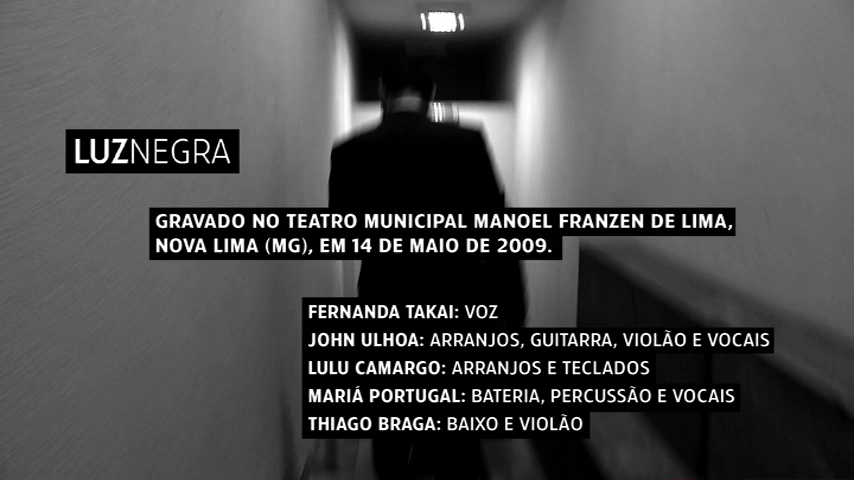 LUZNEGRA
GRAVADO NO TEATRO MUNICIPAL MANOEL FRANZEN DE LIMA,
NOVA LIMA (MG), EM 14 DE MAIO DE 2009.
FERNANDA TAKAI: VOZ
JOHN ULHOA: ARRANJOS, GUITARRA, VIOLÃO E VOCAIS
LULU CAMARGO: ARRANJOS E TECLADOS
MARIÁ PORTUGAL: BATERIA, PERCUSSÃO E VOCAIS
THIAGO BRAGA: BAIXO E VIOLÃO